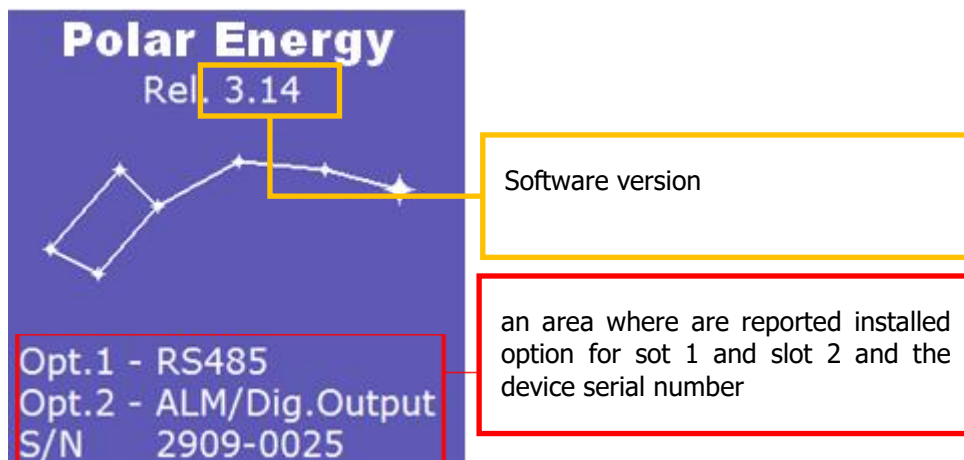 Polar Energy
Rel. 3.14
Software version
an area where are reported installed
option for sot 1 and slot 2 and the
device serial number
Opt.1 - RS485
Opt.2 - ALM/Dig.Output
S/N 2909-0025